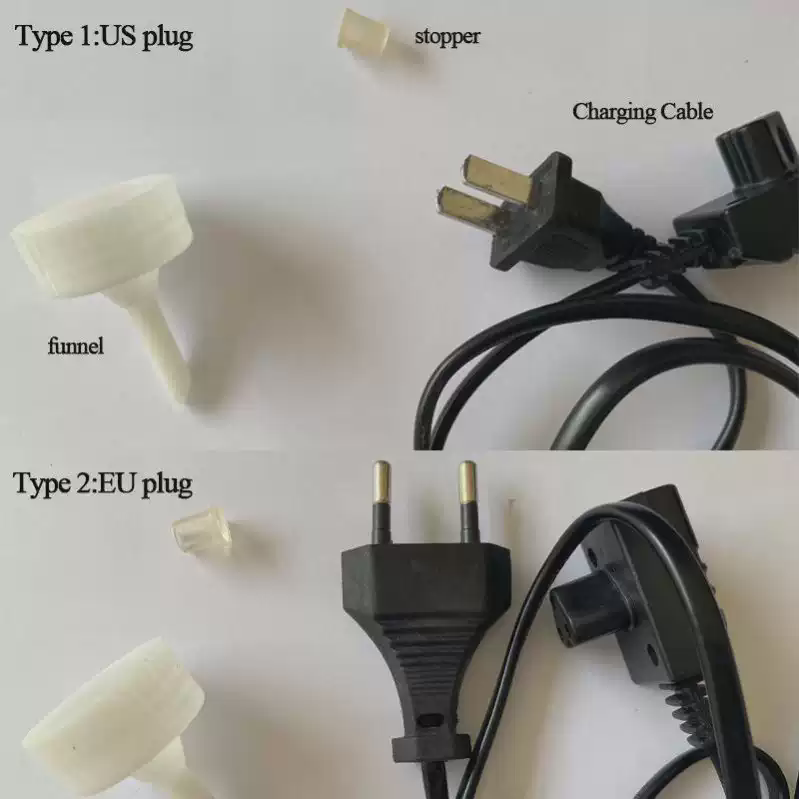 Type 1:US plug
stopper
Charging Cable
funnel
Type 2:EU plug